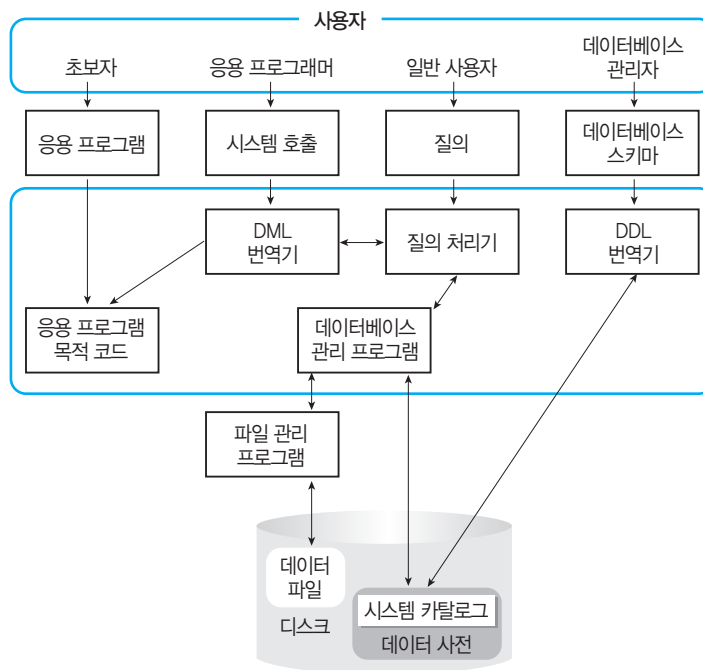 사용자
초보자
응용 프로그래머
일반 사용자
데이터베이스
관리자
응용 프로그램
시스템 호출
질의
데이터베이스
스키마
DML
번역기
질의 처리기
DDL
번역기
응용 프로그램
목적 코드
데이터베이스
관리 프로그램
파일 관리
프로그램
데이터
파일
디스크
시스템 카탈로그
데이터 사전